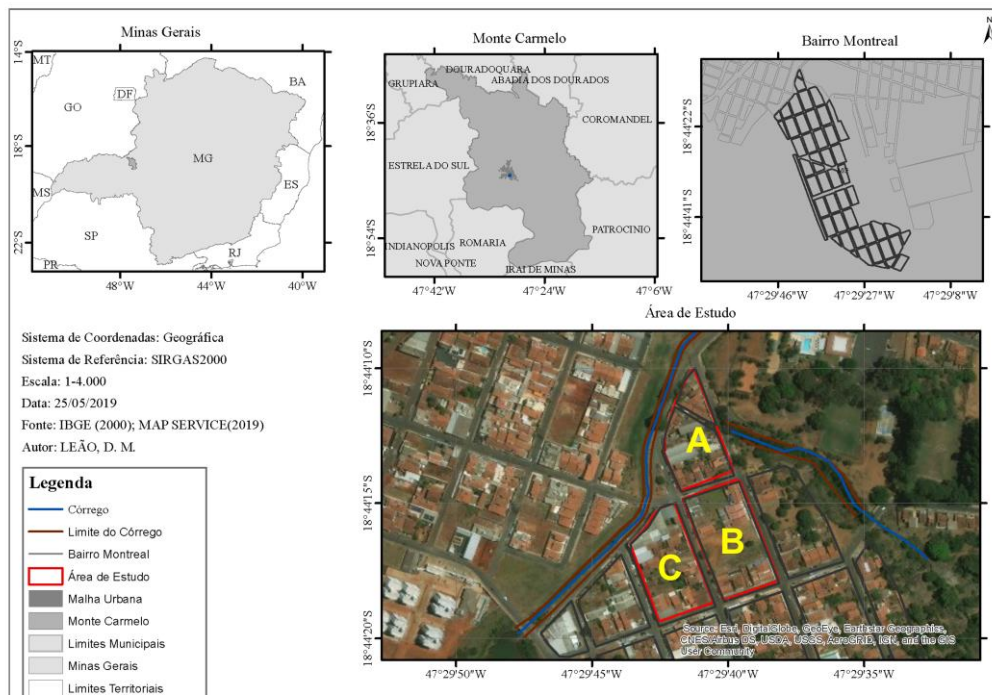 Minas Gerais
14°S
18°S
22°S
MT
GO
DF
BA
MG
MS
ES
SP
RJ
PR
48°W
44°W
40°W
Monte Carmelo
18°36'S
18°54'S
DOURADOQUARA
GRUPIARA
ABADIA DOS DOURADOS
COROMANDEL
ESTRELA DO SUL
PATROCINIO
INDIANOPOLIS
ROMARIA
NOVA PONTE
IRAÍ DE MINAS
47°42'W
47°24'W
47°6'W
Bairro Montreal
N
18°44'22"S
18°44'41"S
47°29'46"W
47°29'27"W
47°29'8"W
Sistema de Coordenadas: Geográfica
Sistema de Referência: SIRGAS2000
Escala: 1-4.000
Data: 25/05/2019
Fonte: IBGE (2000); MAP SERVICE(2019)
Autor: LEÃO, D. M.
Legenda
Córrego
Limite do Córrego
Bairro Montreal
Área de Estudo
Malha Urbana
Monte Carmelo
Limites Municipais
Minas Gerais
Limites Territoriais
Área de Estudo
18°44'10"S
18°44'15"S
18°44'20"S
A
B
C
Source: Esri, DigitalGlobe, GeoEye, Earthstar Geographics,
CNES/Airbus DS, USDA, USGS, AeroGRID, IGN, and the GIS
User Community
47°29'50"W
47°29'45"W
47°29'40"W
47°29'35"W